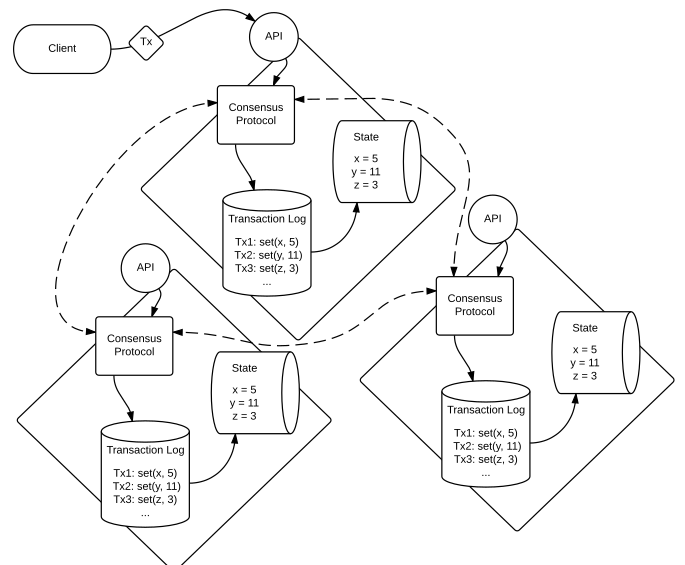 Client
Tx
API
Consensus
Protocol
State
x = 5
y = 11
z = 3
Transaction Log
Tx1: set(x, 5)
Tx2: set(y, 11)
Tx3: set(z, 3)
...
API
Consensus
Protocol
State
x = 5
y = 11
z = 3
Transaction Log
Tx1: set(x, 5)
Tx2: set(y, 11)
Tx3: set(z, 3)
...
API
Consensus
Protocol
State
x = 5
y = 11
z = 3
Transaction Log
Tx1: set(x, 5)
Tx2: set(y, 11)
Tx3: set(z, 3)
...